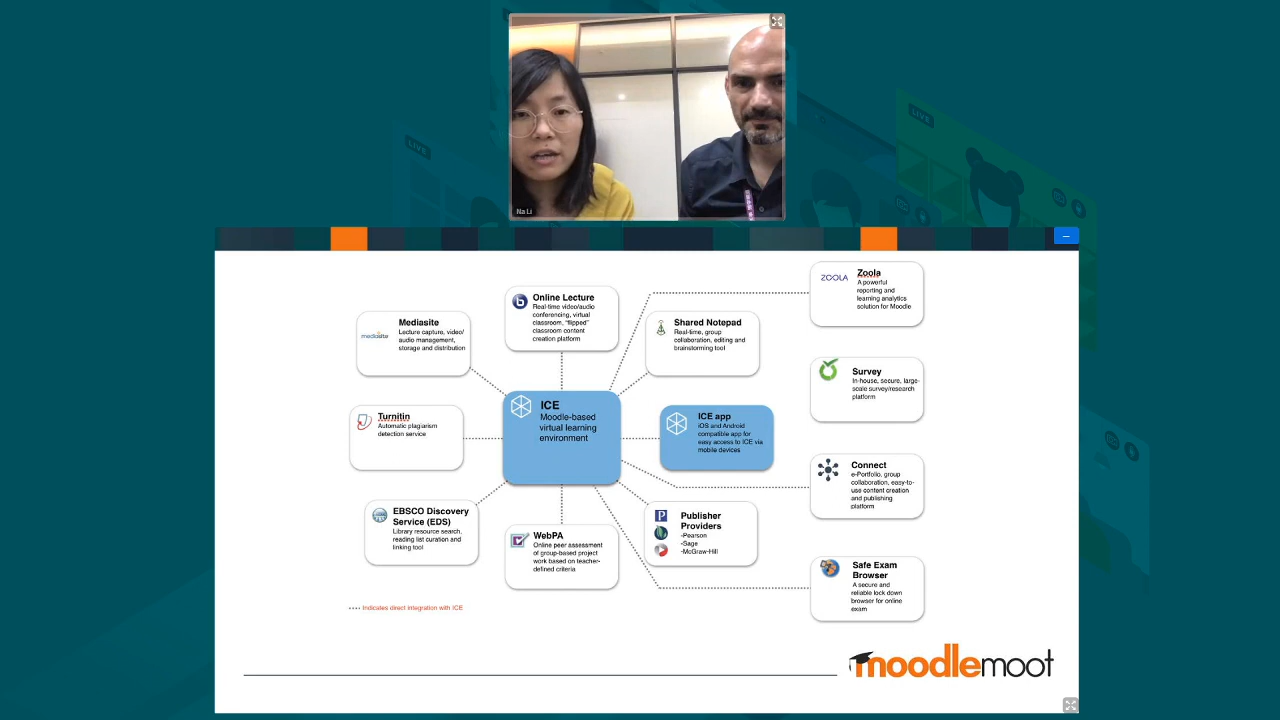 LIVE
LIVE
Na Li
Zoola
ZOOLA
A powerful
reporting and
learning analytics
solution for Moodle
Online Lecture
Real-time video/audio
conferencing, virtual
classroom, "flipped"
classroom content
creation platform
Mediasite
mediasite
Lecture capture, video/
audio management,
storage and distribution
Shared Notepad
Real-time, group
collaboration, editing and
brainstorming tool
Survey
In-house, secure, large-
scale survey/research
platform
ICE
Moodle-based
virtual learning
environment
ICE app
iOS and Android
compatible app for
easy access to ICE via
mobile devices
Turnitin
Automatic plagiarism
detection service
Connect
e-Portfolio, group
collaboration, easy-to-
use content creation
and publishing
platform
EBSCO Discovery
Service (EDS)
Library resource search,
reading list curation and
linking tool
WebPA
Online peer assessment
of group-based project
work based on teacher-
defined criteria
Publisher
Providers
-Pearson
-Sage
-McGraw-Hill
Safe Exam
Browser
A secure and
reliable lock down
browser for online
exam
Indicates direct integration with ICE
moodlemoot